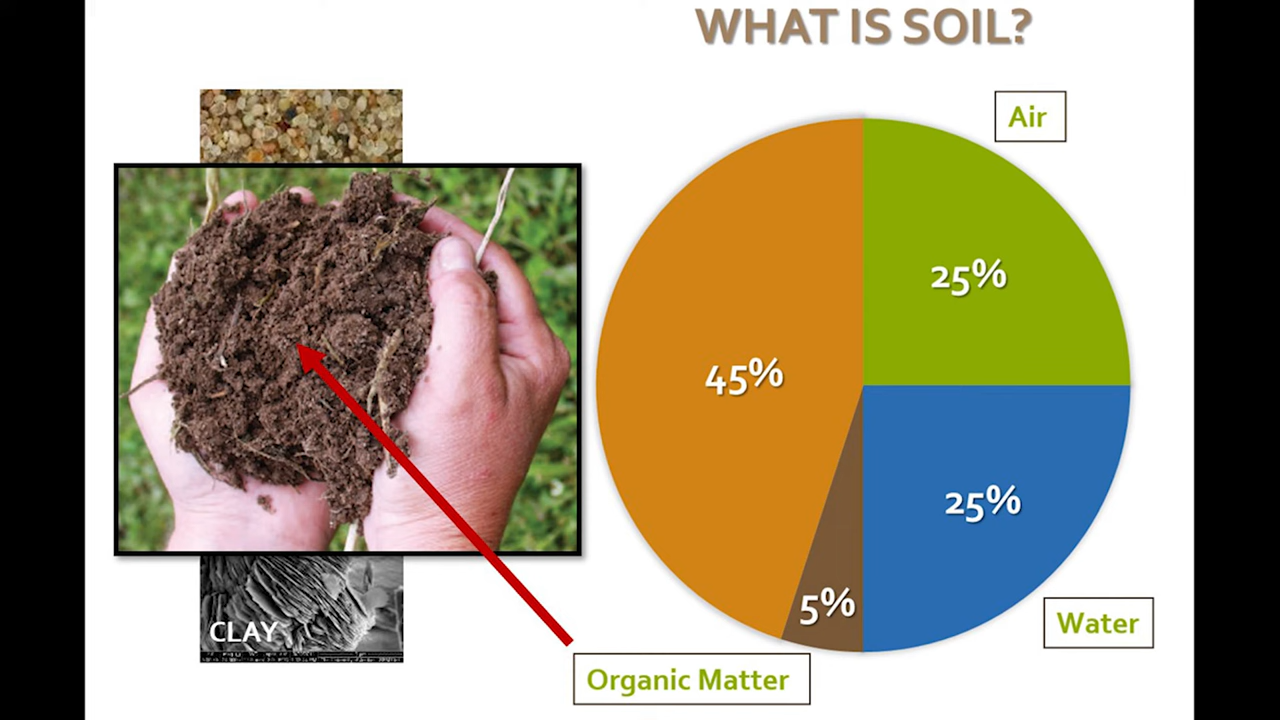 WHAT IS SOIL?
Air
25%
45%
25%
5%
Water
CLAY
Organic Matter